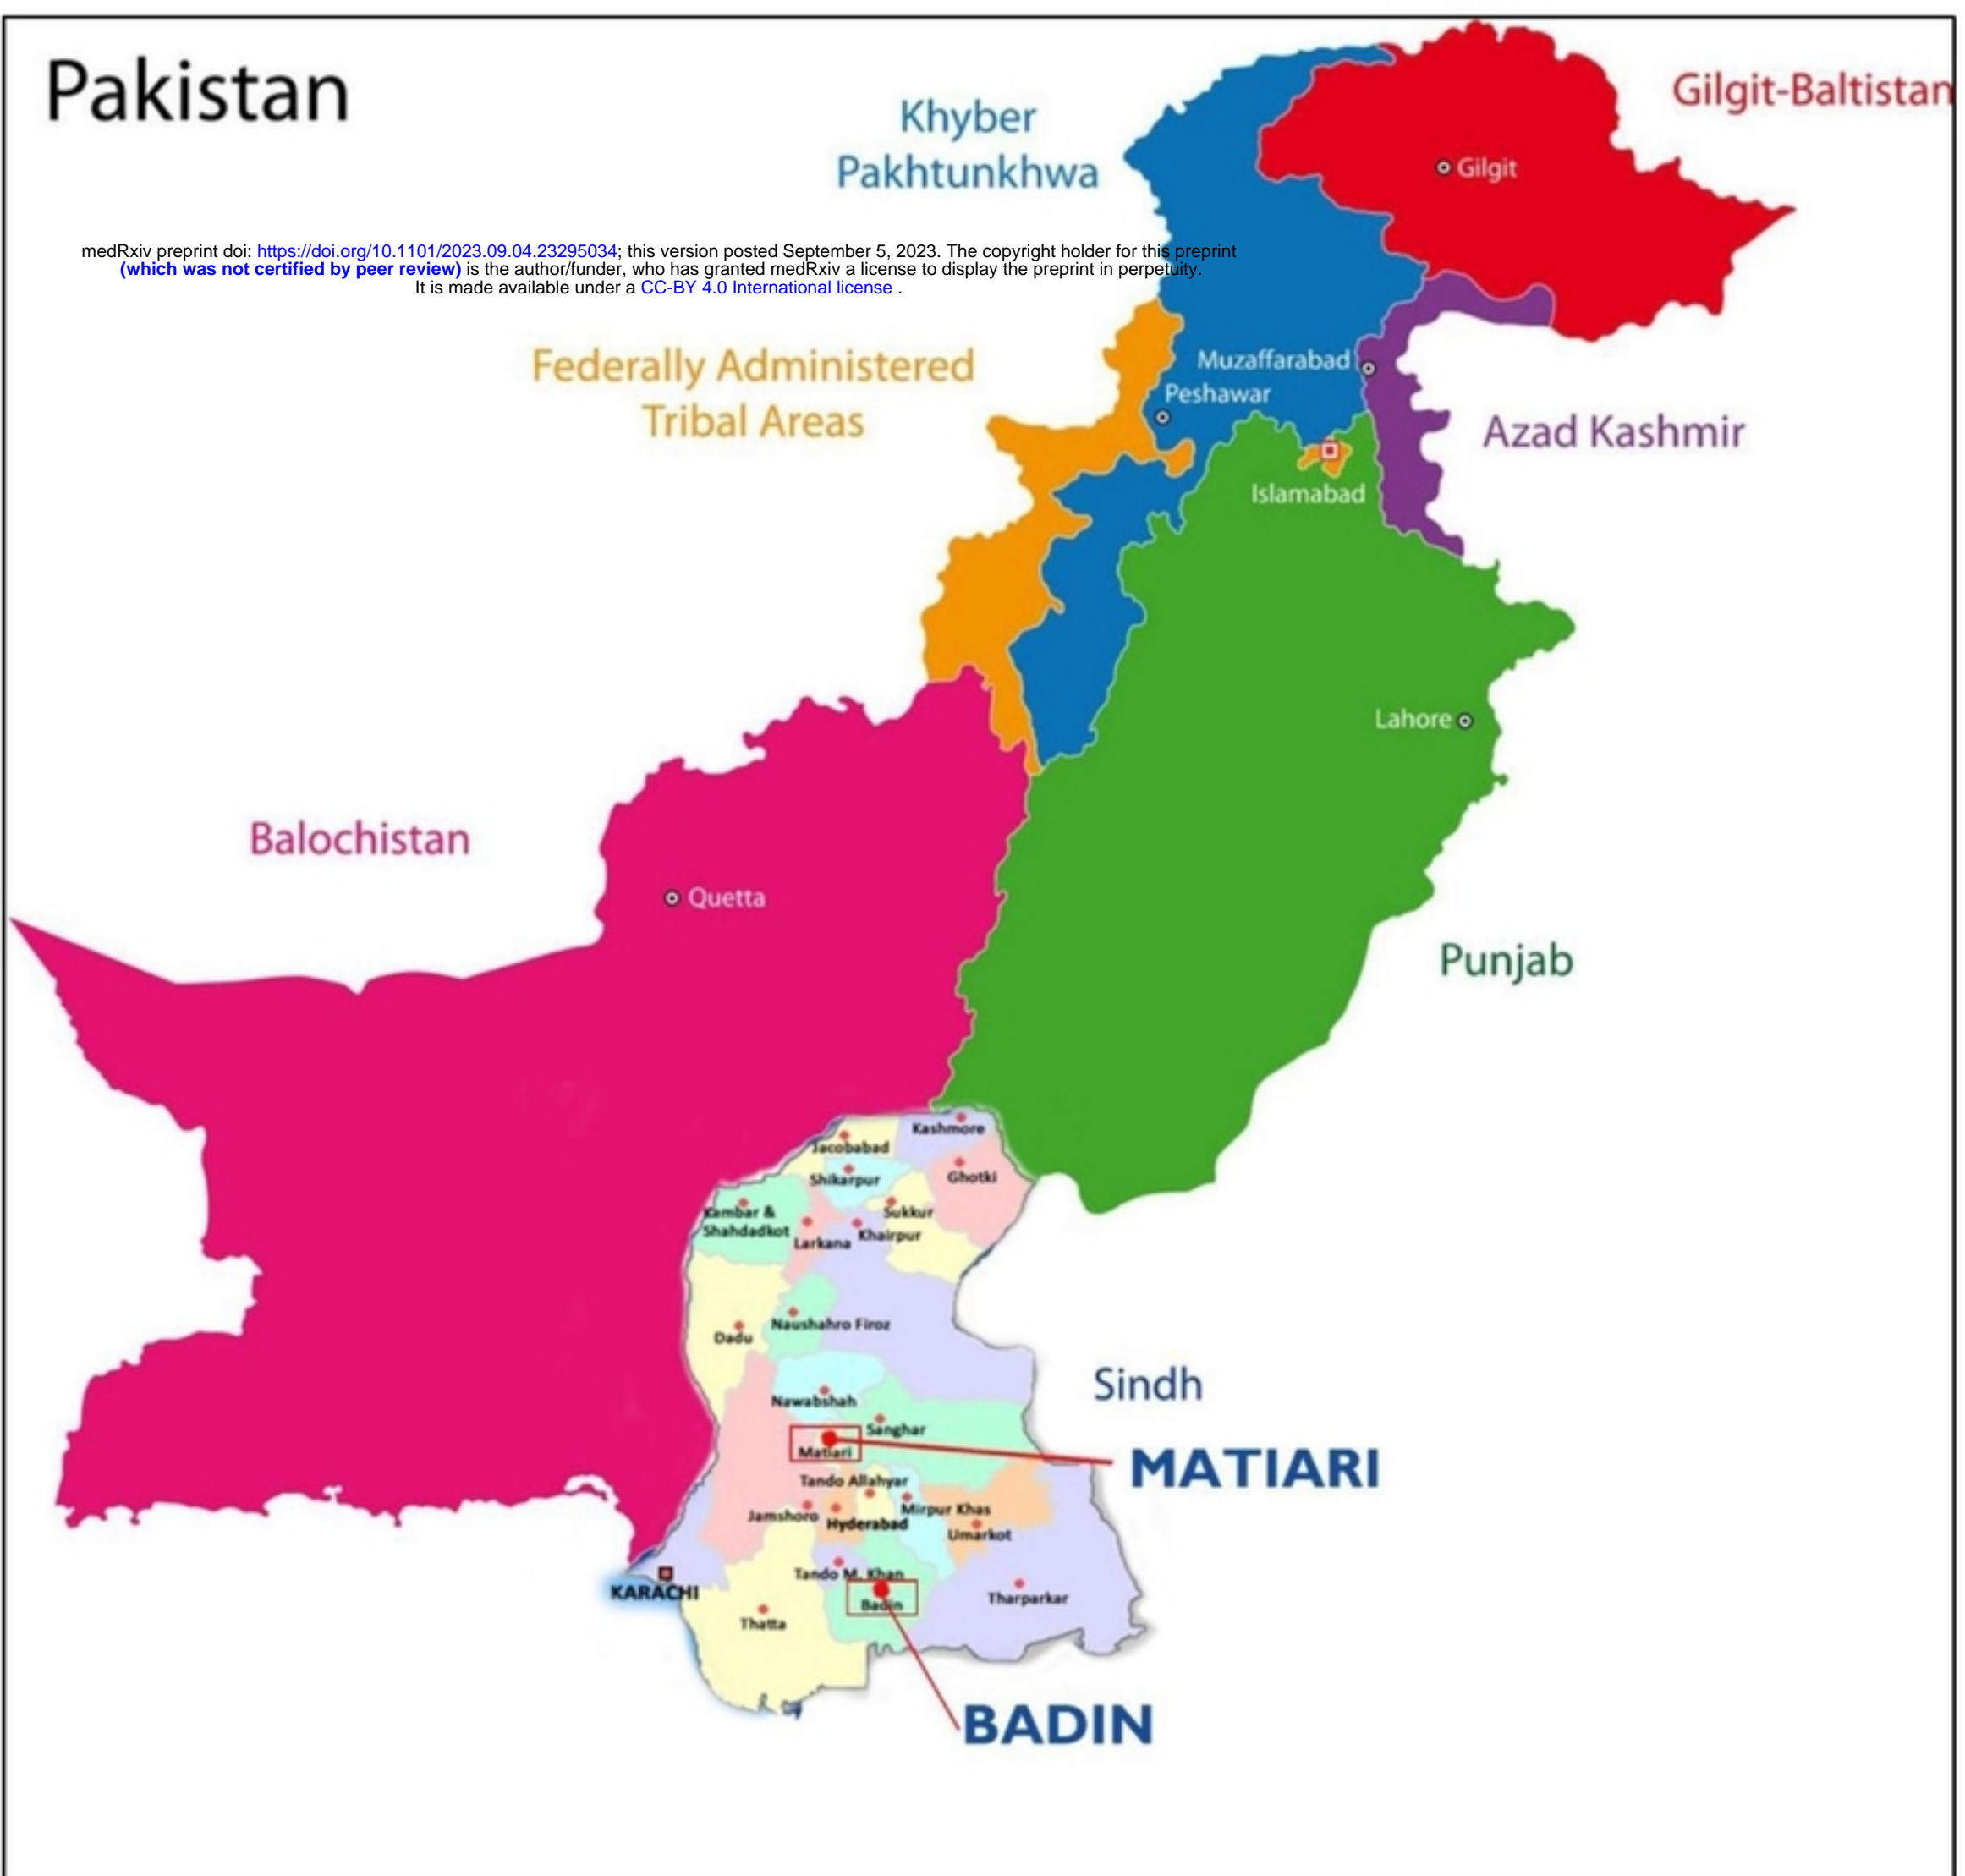 Pakistan
Gilgit-Baltistan
Khyber
Pakhtunkhwa
Gilgit
medRxiv preprint doi: https://doi.org/10.1101/2023.09.04.23295034; this version posted September 5, 2023. The copyright holder for this preprint
(which was not certified by peer review) is the author/funder, who has granted medRxiv a license to display the preprint in perpetuity.
It is made available under a CC-BY 4.0 International license .
Federally Administered
Tribal Areas
Muzaffarabad
Peshawar
Azad Kashmir
Islamabad
Lahore
Balochistan
Quetta
Punjab
Kashmore
Jacobabad
Shikarpur
Ghotki
Kambar &
Shahdadkot
Sukkur
Larkana
Khairpur
Naushahro Firoz
Dadu
Sindh
Nawabshah
Sanghar
Matiari
MATIARI
Tando Allahyar
Jamshoro
Hyderabad
Mirpur Khas
Umarkot
Tando M. Khan
KARACHI
Badin
Tharparkar
Thatta
BADIN